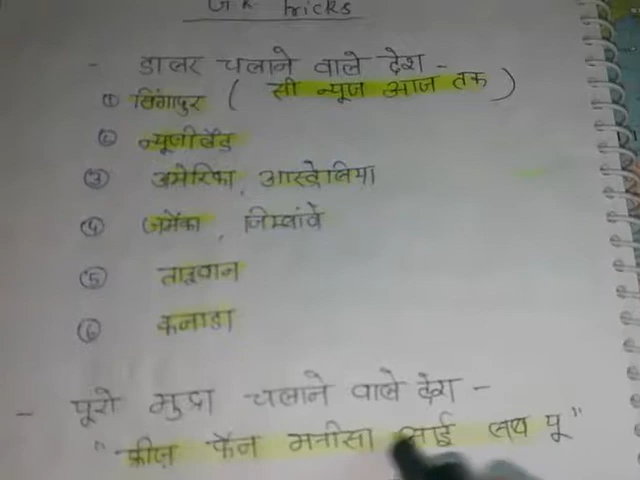 G.K Tricks
- डालर चलाने वाले देश -
① सिंगापुर ( सी न्यूज आज तक )
② न्यूजीलैंड
③ अमेरिका, आस्ट्रेलिया
④ जमैका, जिम्बांवे
⑤ ताइवान
⑥ कनाडा
- यूरो मुद्रा चलाने वाले देश -
" फ्रीज फैन मनीसा आई लव यू "